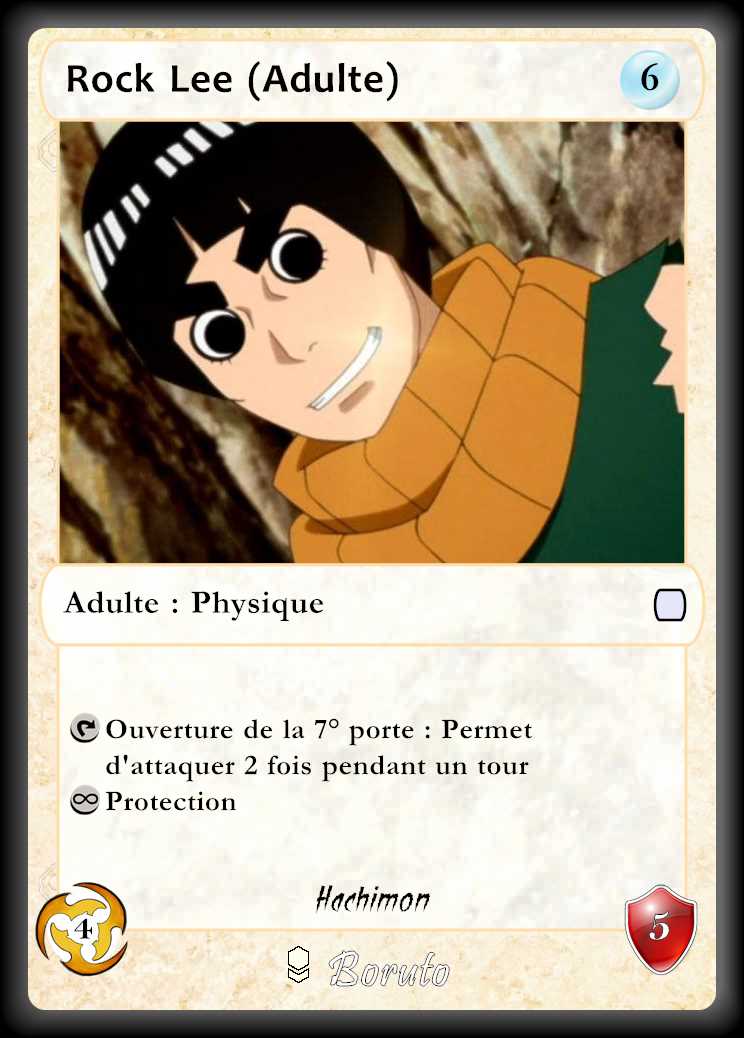 Rock Lee (Adulte)
6
Adulte : Physique
Ouverture de la 7° porte : Permet
d'attaquer 2 fois pendant un tour
Protection
Hachimon
4
5
Boruto